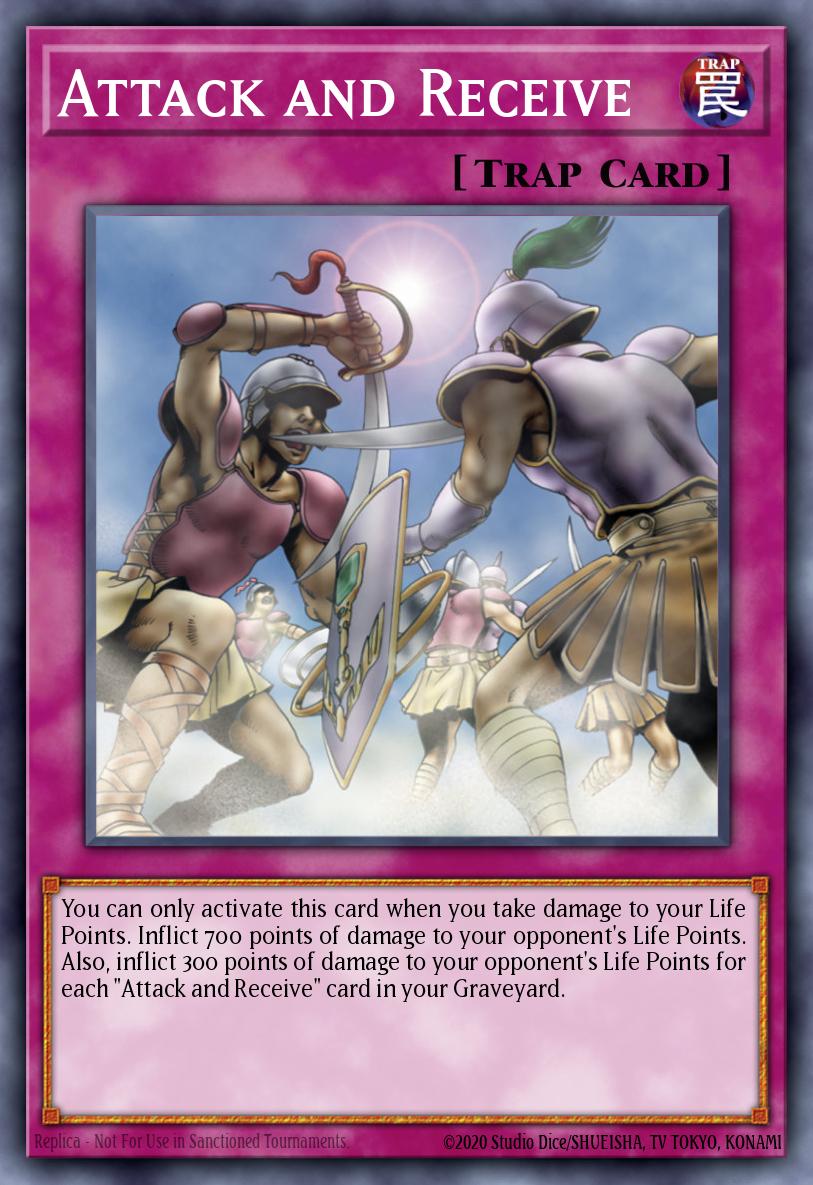 Attack and Receive
TRAP
罠
[Trap Card]
You can only activate this card when you take damage to your Life
Points. Inflict 700 points of damage to your opponent's Life Points.
Also, inflict 300 points of damage to your opponent's Life Points for
each "Attack and Receive" card in your Graveyard.
Replica - Not For Use in Sanctioned Tournaments.
©2020 Studio Dice/SHUEISHA, TV TOKYO, KONAMI